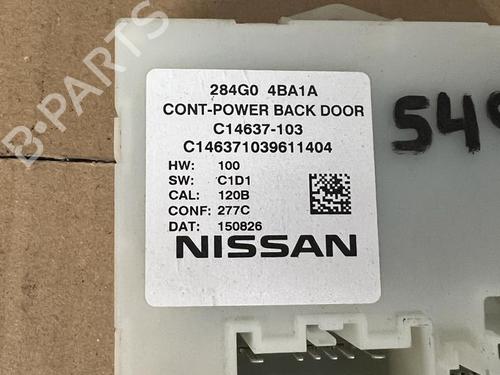 284G0 4BA1A
CONT-POWER BACK DOOR
C14637-103
C146371039611404
HW: 100
SW: C1D1
CAL: 120B
CONF: 277C
DAT: 150826
NISSAN
B-PARTS